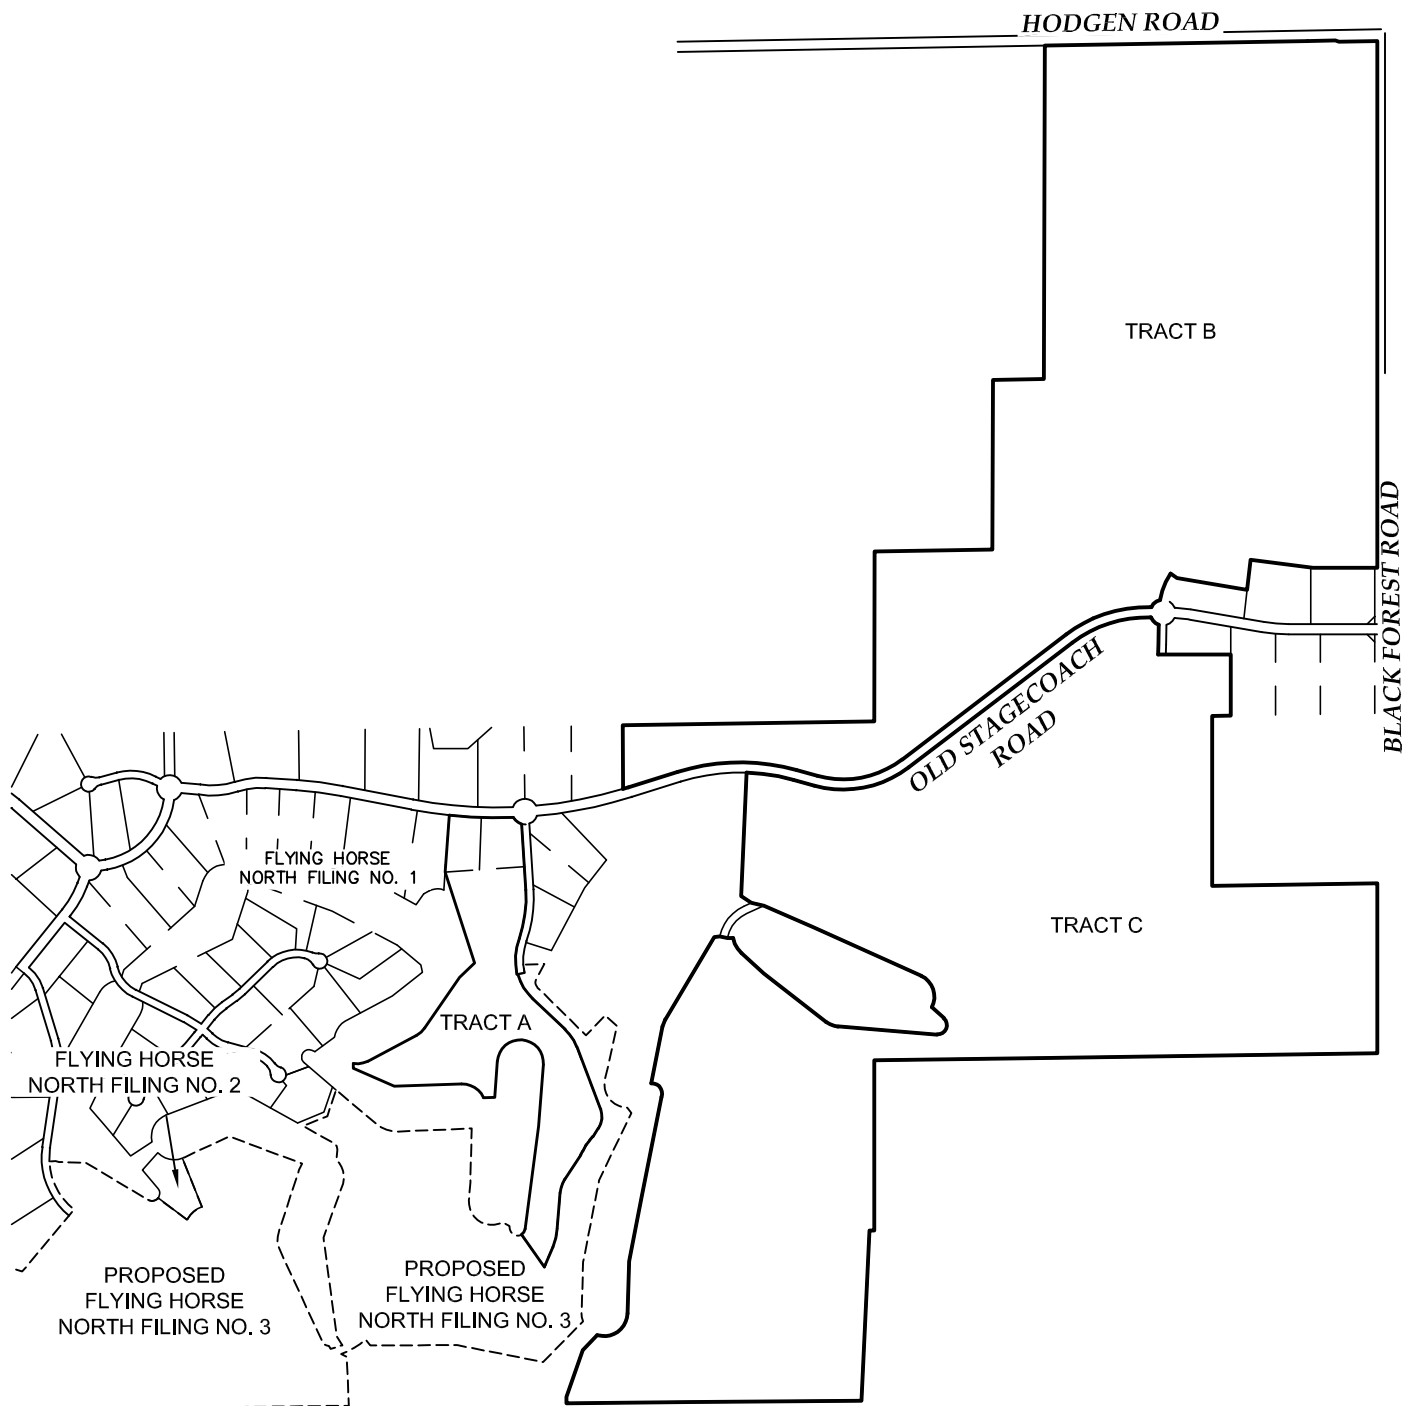 HODGEN ROAD
TRACT B
BLACK FOREST ROAD
OLD STAGECOACH
ROAD
FLYING HORSE
NORTH FILING NO. 1
TRACT C
TRACT A
FLYING HORSE
NORTH FILING NO. 2
PROPOSED
FLYING HORSE
NORTH FILING NO. 3
PROPOSED
FLYING HORSE
NORTH FILING NO. 3